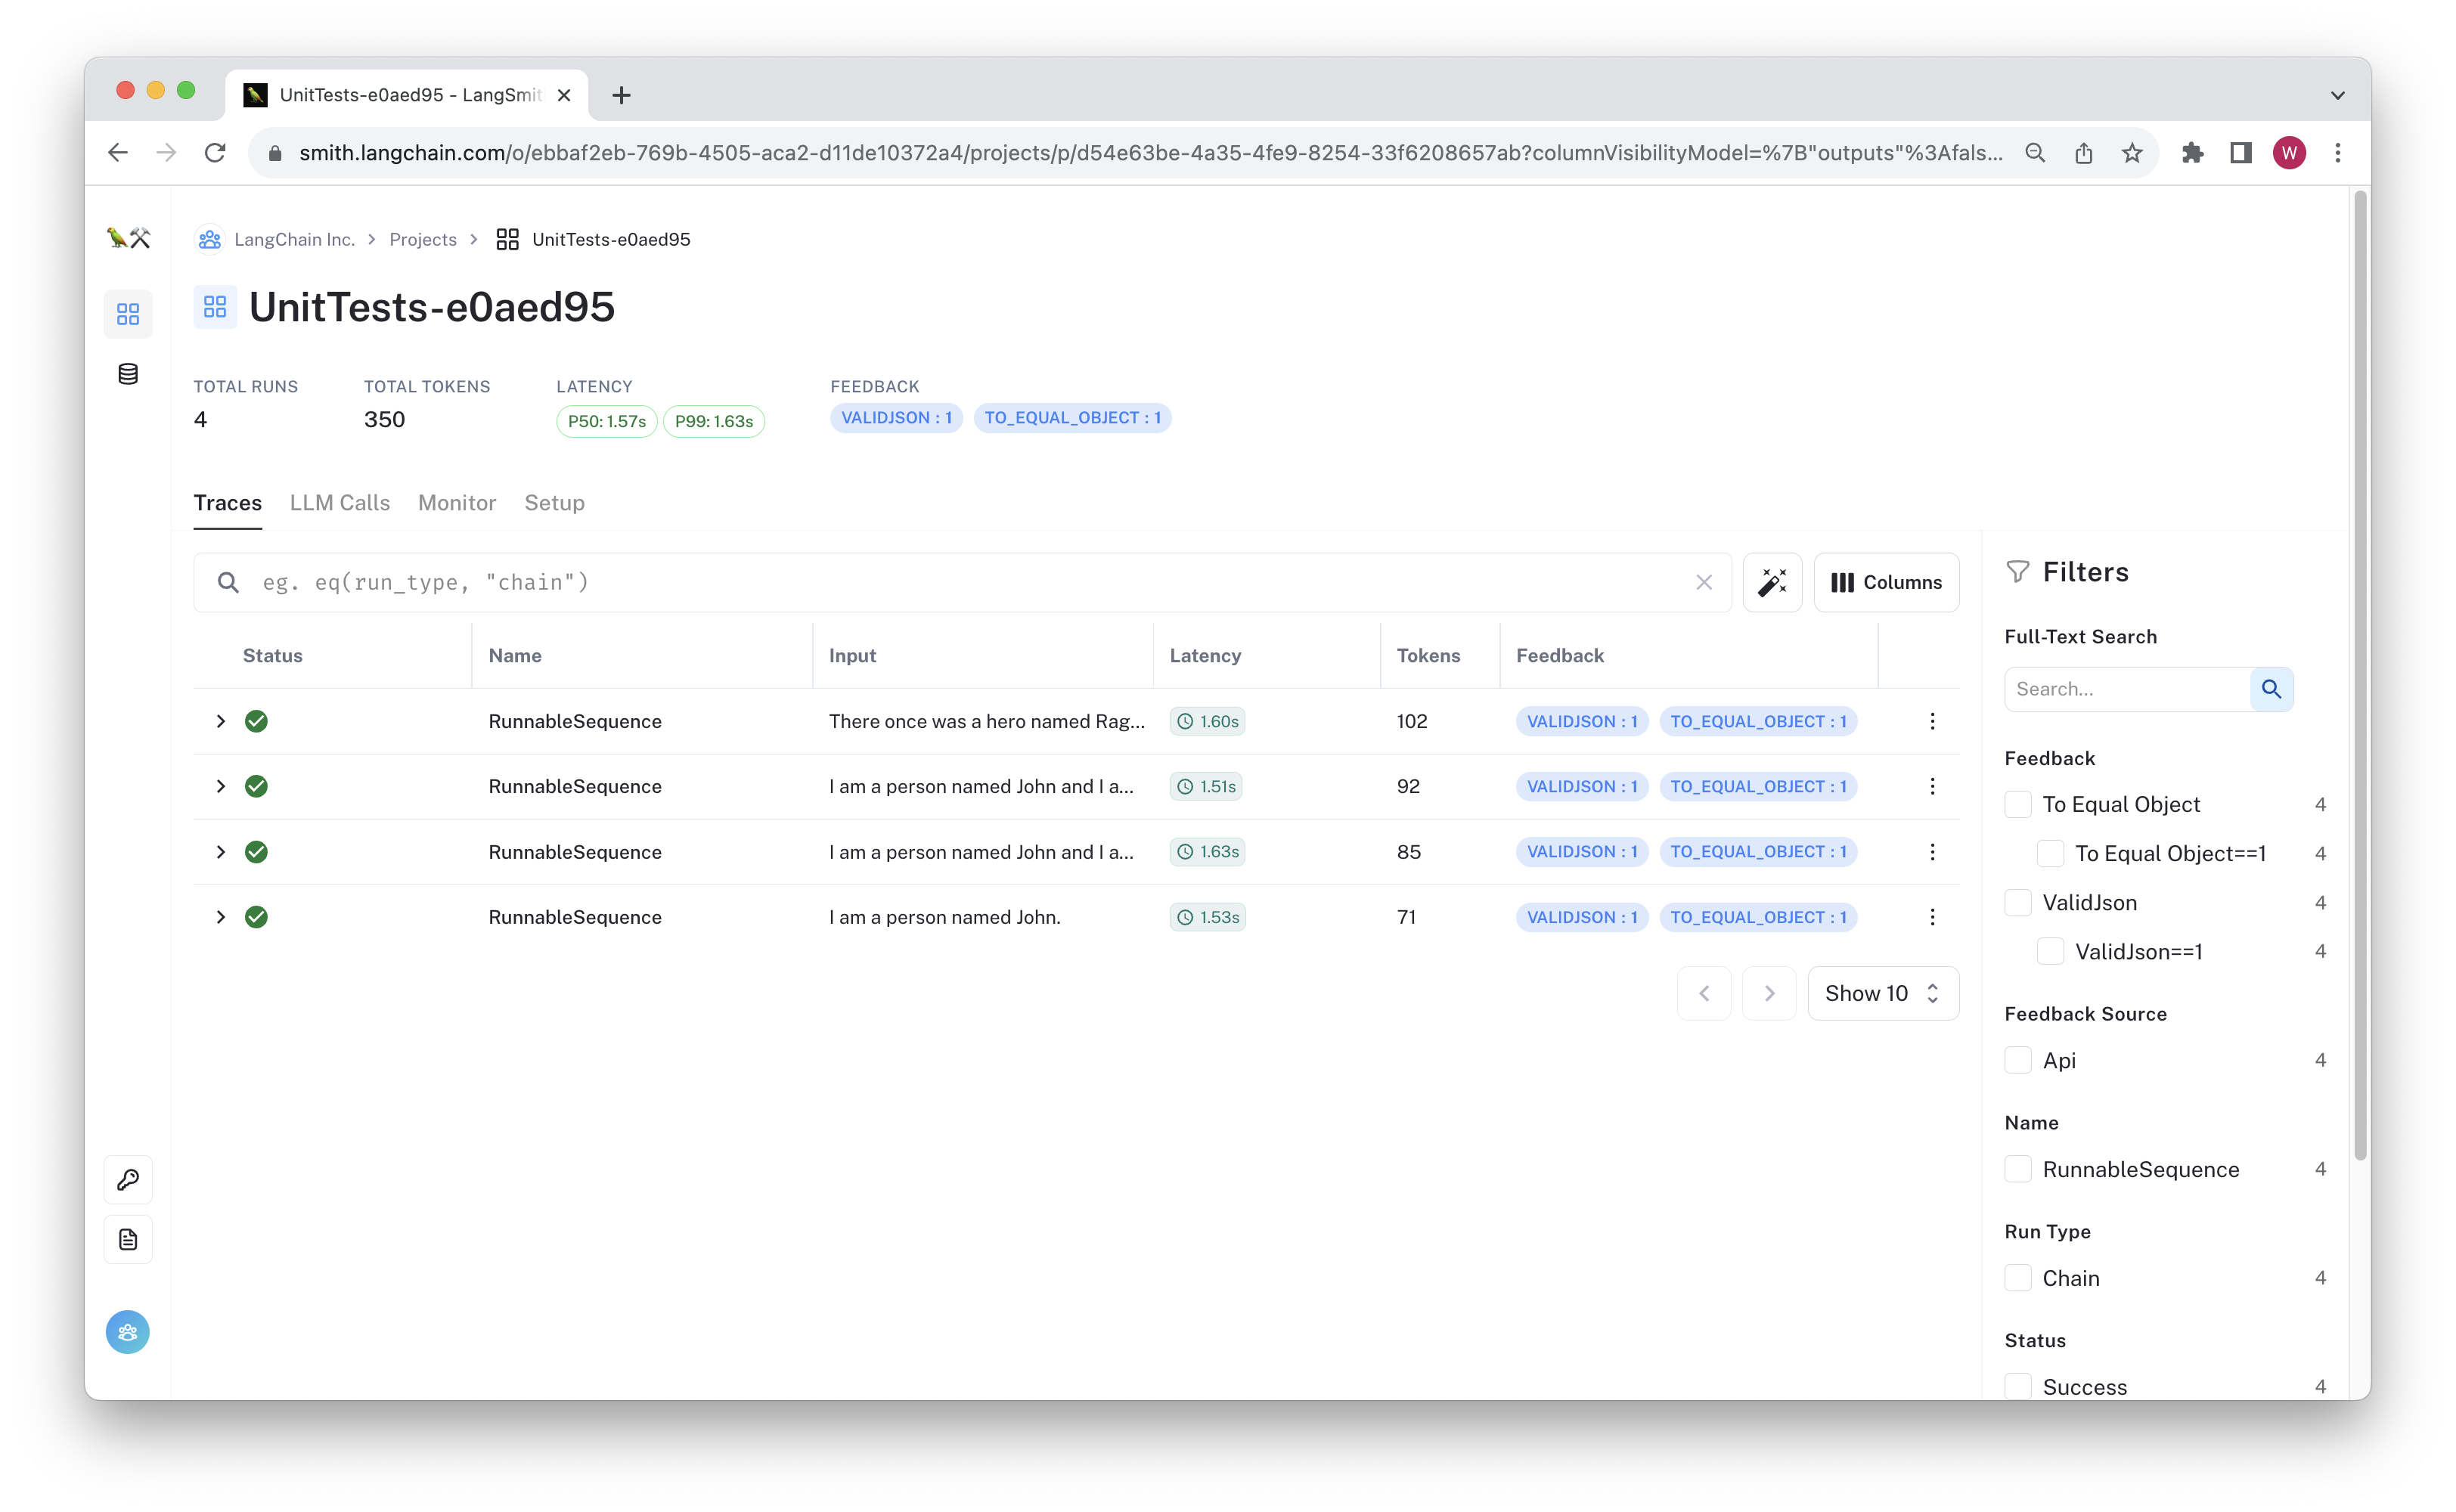 UnitTests-e0aed95 - LangSmit
smith.langchain.com/o/ebbaf2eb-769b-4505-aca2-d11de10372a4/projects/p/d54e63be-4a35-4fe9-8254-33f6208657ab?columnVisibilityModel=%7B"outputs"%3Afals...
W
LangChain Inc. > Projects > UnitTests-e0aed95
UnitTests-e0aed95
TOTAL RUNS TOTAL TOKENS LATENCY FEEDBACK
4 350 P50: 1.57s P99: 1.63s VALIDJSON : 1 TO_EQUAL_OBJECT : 1
Traces LLM Calls Monitor Setup
eg. eq(run_type, "chain") Columns
Status Name Input Latency Tokens Feedback
RunnableSequence There once was a hero named Rag... 1.60s 102 VALIDJSON : 1 TO_EQUAL_OBJECT : 1
RunnableSequence I am a person named John and I a... 1.51s 92 VALIDJSON : 1 TO_EQUAL_OBJECT : 1
RunnableSequence I am a person named John and I a... 1.63s 85 VALIDJSON : 1 TO_EQUAL_OBJECT : 1
RunnableSequence I am a person named John. 1.53s 71 VALIDJSON : 1 TO_EQUAL_OBJECT : 1
Show 10
Filters
Full-Text Search
Search...
Feedback
To Equal Object 4
To Equal Object==1 4
ValidJson 4
ValidJson==1 4
Feedback Source
Api 4
Name
RunnableSequence 4
Run Type
Chain 4
Status
Success 4